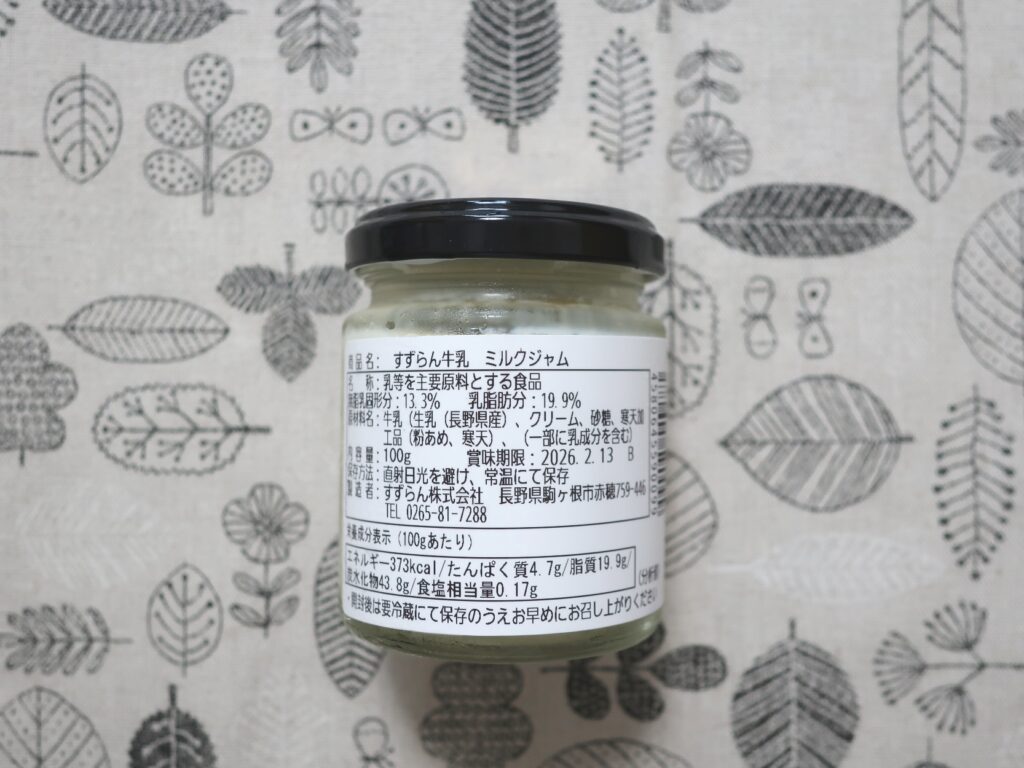 商品名： すずらん牛乳 ミルクジャム
名 称：乳等を主要原料とする食品
無脂乳固形分：13.3% 乳脂肪分：19.9%
原材料名：牛乳（生乳（長野県産）、クリーム、砂糖、寒天加
工品（粉あめ、寒天）、（一部に乳成分を含む）
内容量：100g 賞味期限：2026.2.13 B
保存方法：直射日光を避け、常温にて保存
製造者：すずらん株式会社 長野県駒ヶ根市赤穂759-446
TEL 0265-81-7288
栄養成分表示（100gあたり）
エネルギー373kcal/たんぱく質4.7g/脂質19.9g/
炭水化物43.8g/食塩相当量0.17g
・開封後は要冷蔵にて保存のうえお早めにお召し上がりください